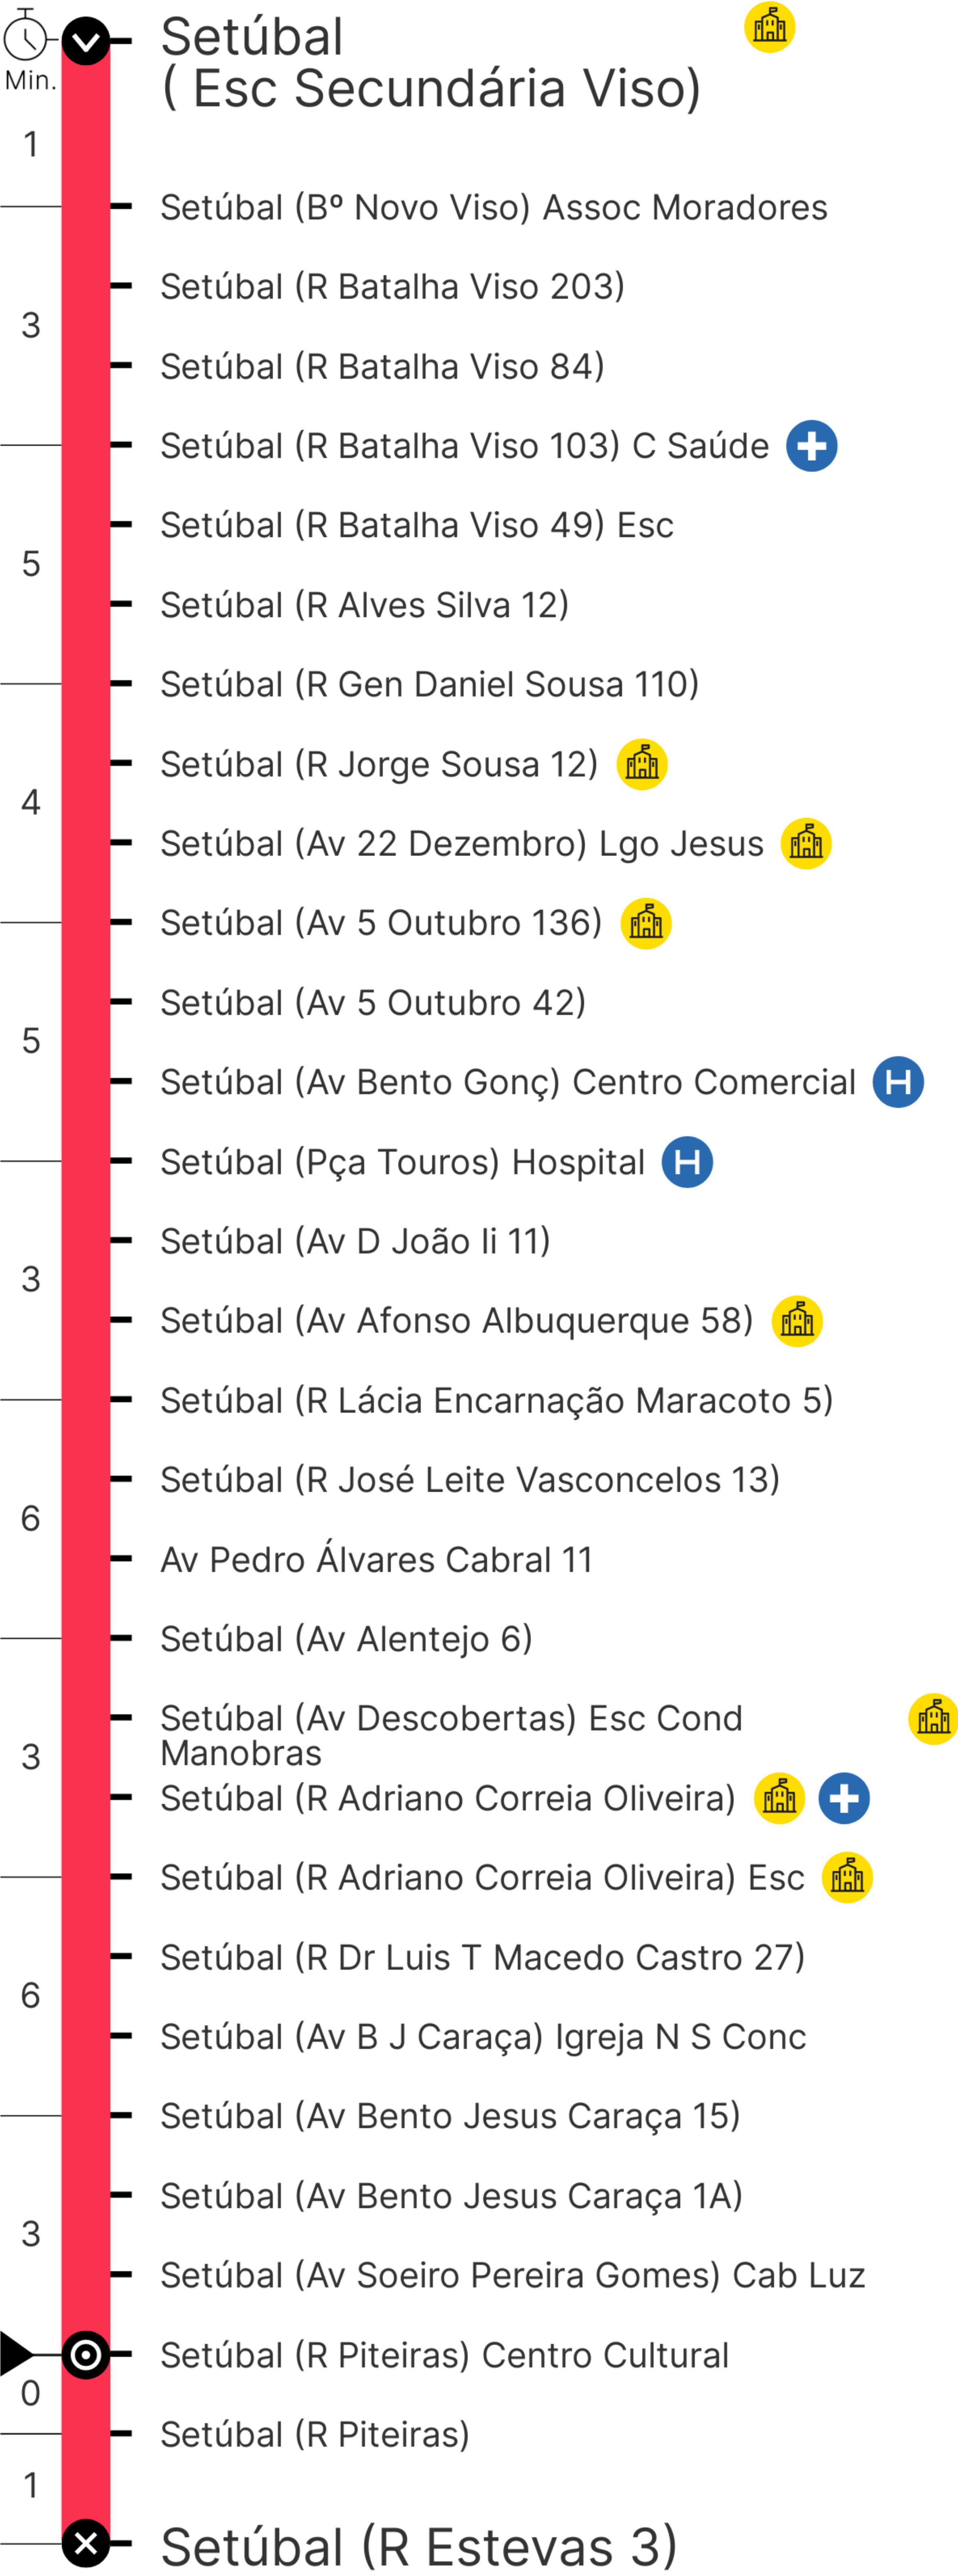 Setúbal
( Esc Secundária Viso)
Min.
1
Setúbal (Bº Novo Viso) Assoc Moradores
Setúbal (R Batalha Viso 203)
3
Setúbal (R Batalha Viso 84)
Setúbal (R Batalha Viso 103) C Saúde
Setúbal (R Batalha Viso 49) Esc
5
Setúbal (R Alves Silva 12)
Setúbal (R Gen Daniel Sousa 110)
Setúbal (R Jorge Sousa 12)
4
Setúbal (Av 22 Dezembro) Lgo Jesus
Setúbal (Av 5 Outubro 136)
Setúbal (Av 5 Outubro 42)
5
Setúbal (Av Bento Gonç) Centro Comercial H
Setúbal (Pça Touros) Hospital H
Setúbal (Av D João Ii 11)
3
Setúbal (Av Afonso Albuquerque 58)
Setúbal (R Lácia Encarnação Maracoto 5)
Setúbal (R José Leite Vasconcelos 13)
6
Av Pedro Álvares Cabral 11
Setúbal (Av Alentejo 6)
Setúbal (Av Descobertas) Esc Cond
Manobras
3
Setúbal (R Adriano Correia Oliveira)
Setúbal (R Adriano Correia Oliveira) Esc
Setúbal (R Dr Luis T Macedo Castro 27)
6
Setúbal (Av B J Caraça) Igreja N S Conc
Setúbal (Av Bento Jesus Caraça 15)
Setúbal (Av Bento Jesus Caraça 1A)
3
Setúbal (Av Soeiro Pereira Gomes) Cab Luz
Setúbal (R Piteiras) Centro Cultural
0
Setúbal (R Piteiras)
1
Setúbal (R Estevas 3)